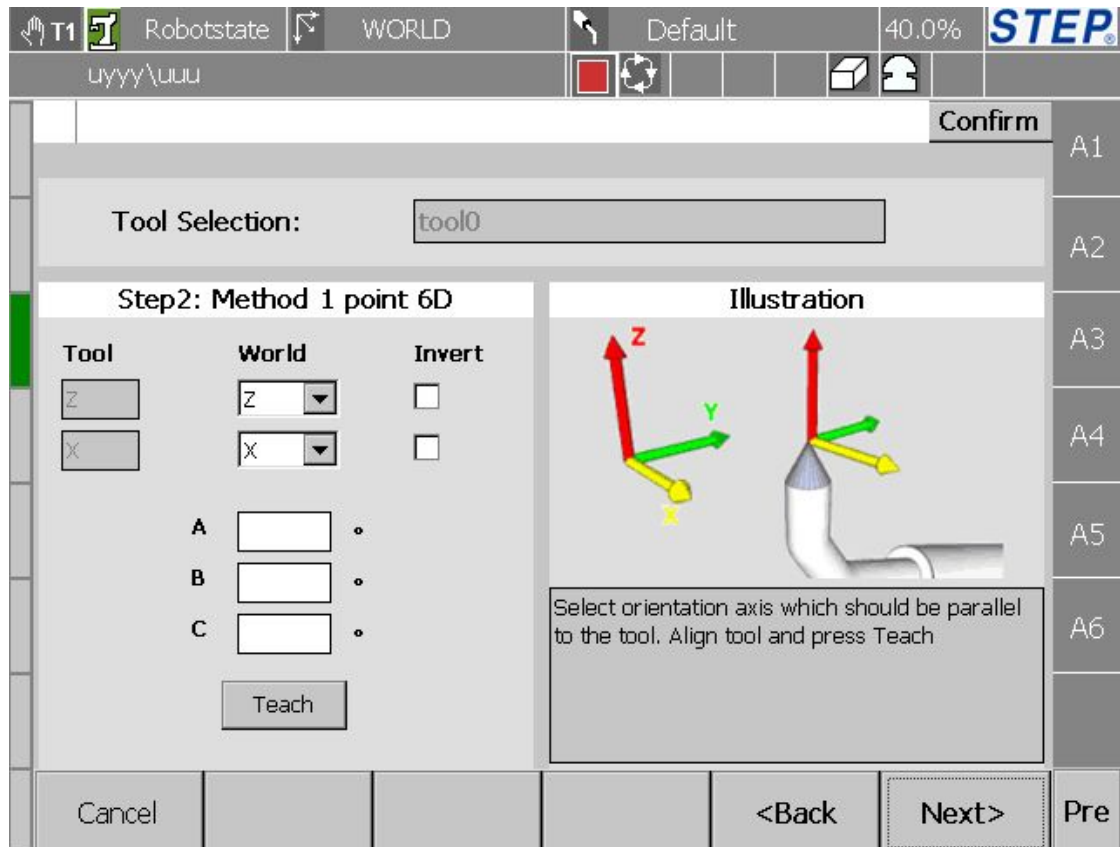 T1 Robotstate WORLD Default 40.0% STEP®
uyyy\uuu
Confirm
A1
Tool Selection: tool0
A2
Step2: Method 1 point 6D
Illustration
A3
Tool World Invert
Z Z
X X
Z
Y
X
A4
A °
A5
B °
C °
Select orientation axis which should be parallel
to the tool. Align tool and press Teach
A6
Teach
Cancel <Back Next> Pre